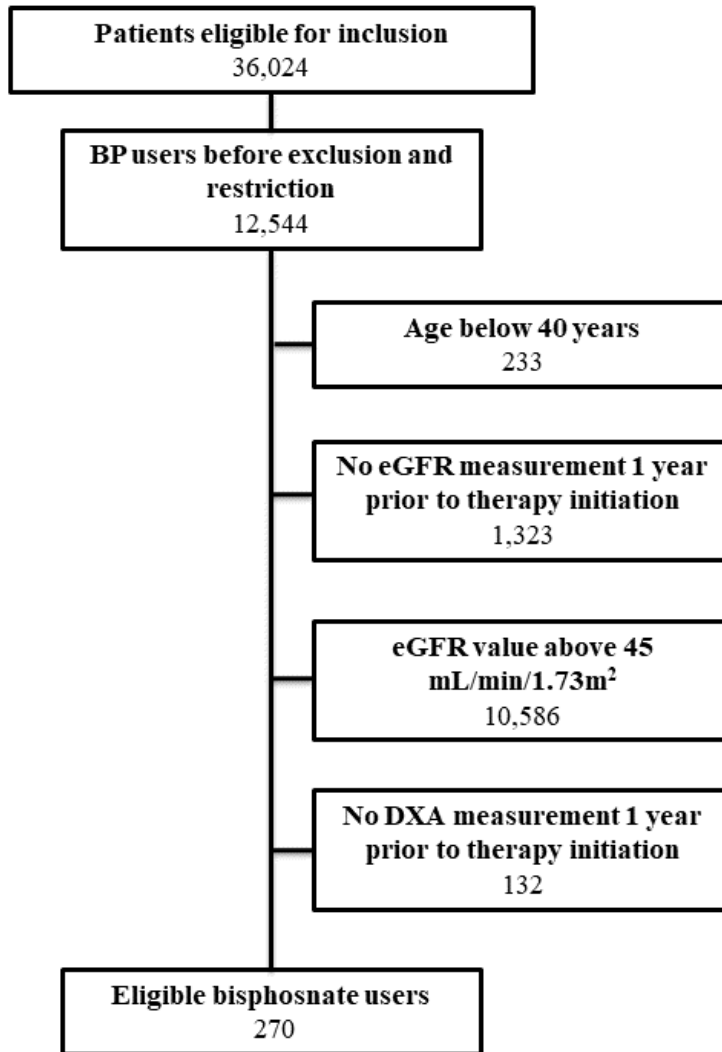 Patients eligible for inclusion
36,024
BP users before exclusion and
restriction
12,544
Age below 40 years
233
No eGFR measurement 1 year
prior to therapy initiation
1,323
eGFR value above 45
mL/min/1.73m²
10,586
No DXA measurement 1 year
prior to therapy initiation
132
Eligible bisphosnate users
270